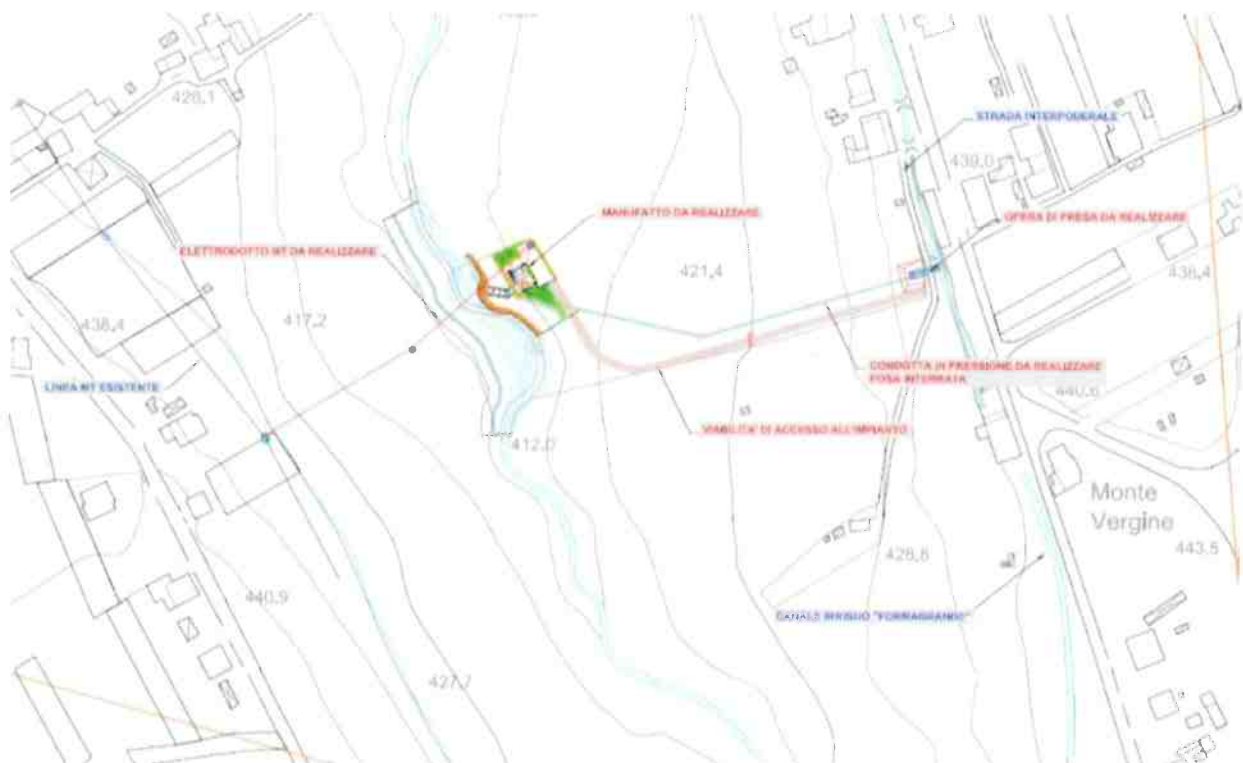 428,1
STRADA INTERPODERALE
439,0
MANUFATTO DA REALIZZARE
OPERA DI PRESA DA REALIZZARE
ELETTRODOTTO MT DA REALIZZARE
421,4
438,4
417,2
438,4
CONDOTTA IN PRESSIONE DA REALIZZARE
POSA INTERRATA
LINEA MT ESISTENTE
440,6
VIABILITA' DI ACCESSO ALL'IMPIANTO
412,0
Monte
Vergine
443,5
428,8
440,9
CANALE IRRIGUO "FORMAGRANDE"
427,7